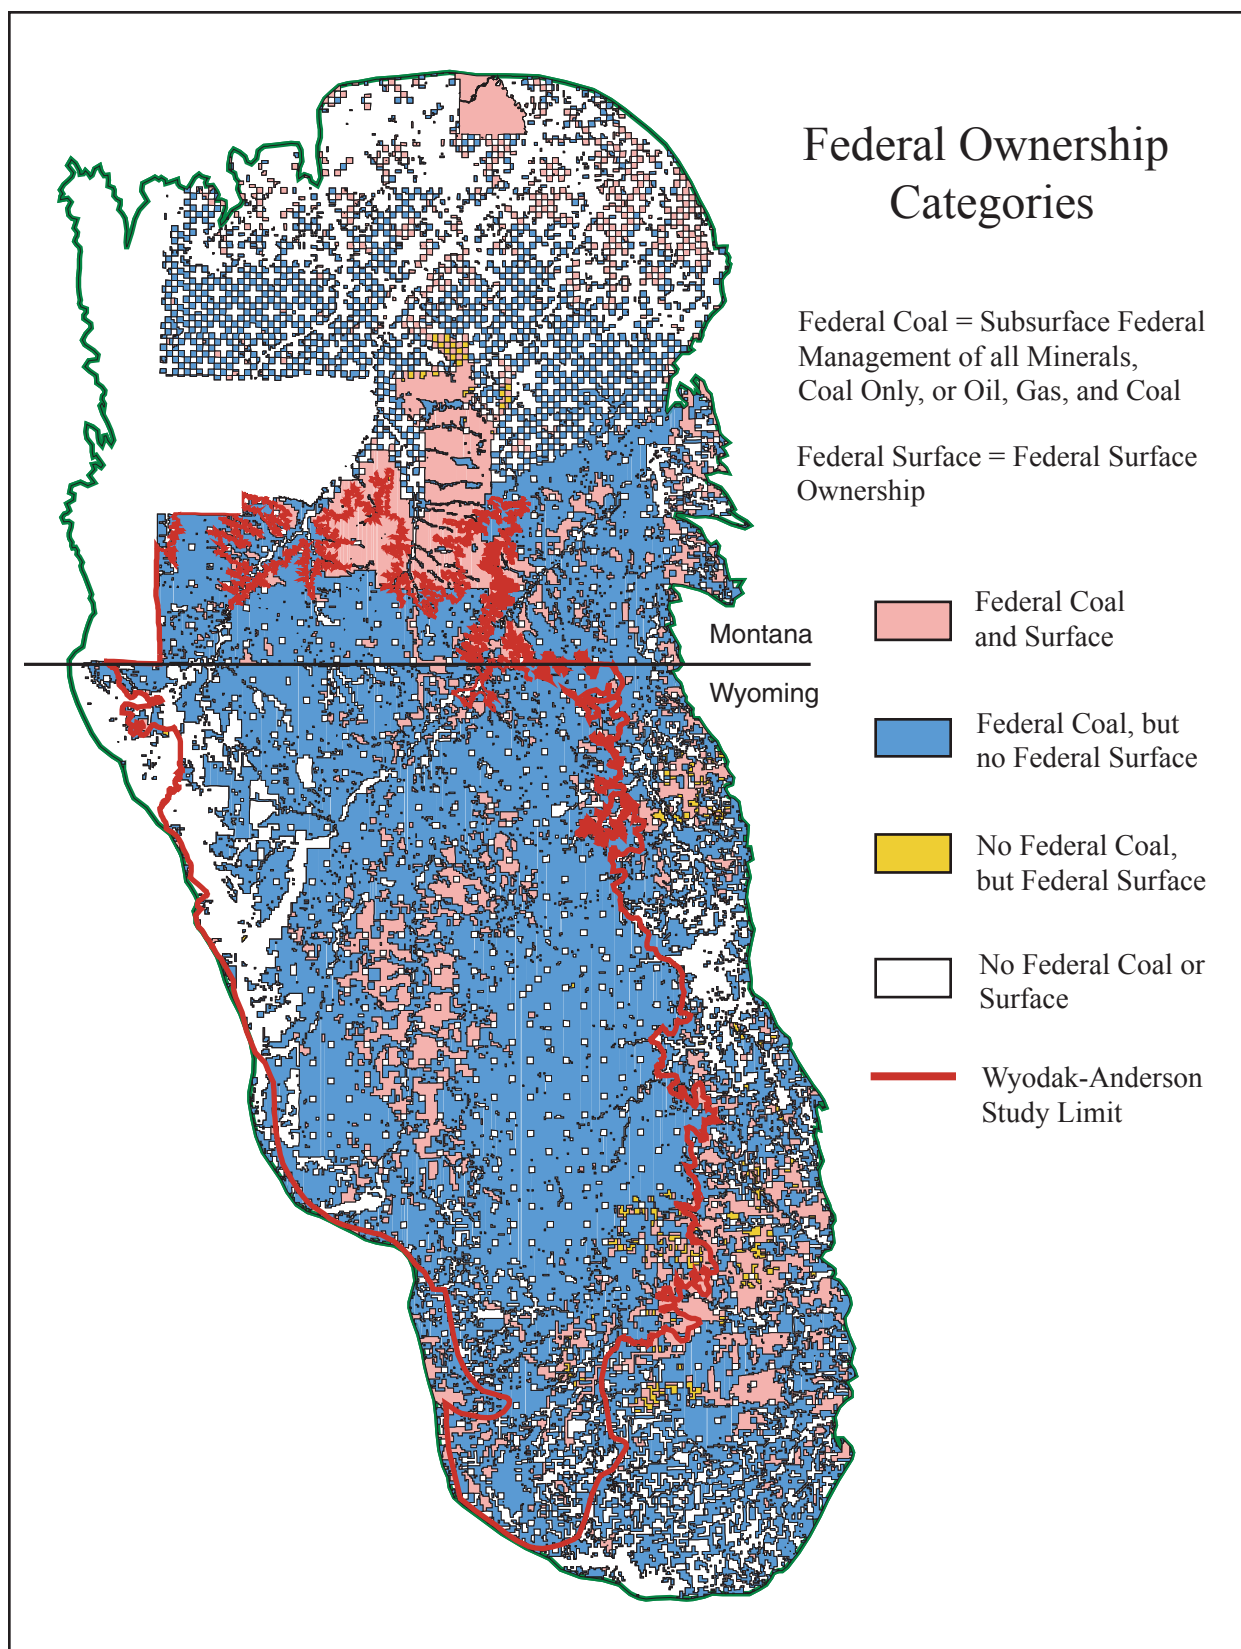 Federal Ownership
Categories
Federal Coal = Subsurface Federal
Management of all Minerals,
Coal Only, or Oil, Gas, and Coal
Federal Surface = Federal Surface
Ownership
Federal Coal
and Surface
Montana
Wyoming
Federal Coal, but
no Federal Surface
No Federal Coal,
but Federal Surface
No Federal Coal or
Surface
Wyodak-Anderson
Study Limit